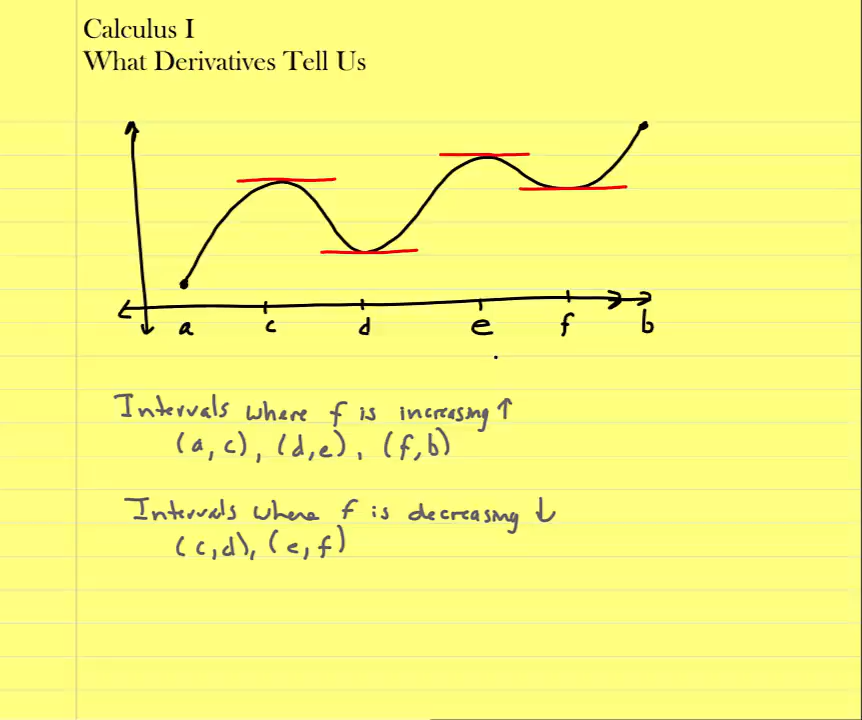 Calculus I
What Derivatives Tell Us
a c d e f b
Intervals where f is increasing ↑
(a, c), (d,e), (f,b)
Intervals where f is decreasing ↓
(c,d), (e,f)